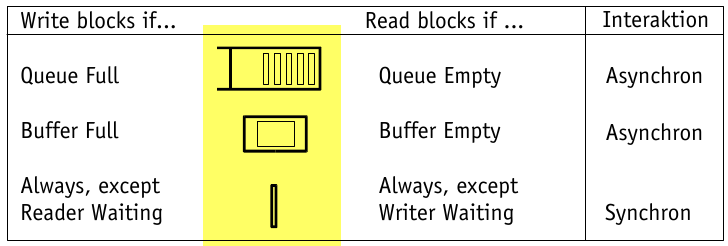 Write blocks if... Read blocks if ... Interaktion
Queue Full Queue Empty Asynchron
Buffer Full Buffer Empty Asynchron
Always, except Always, except
Reader Waiting Writer Waiting Synchron